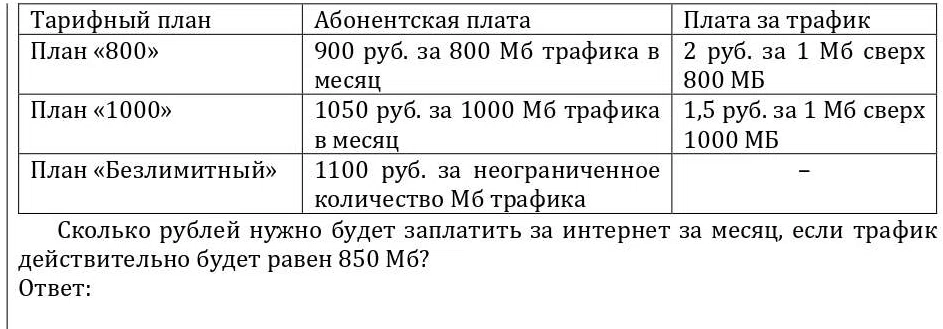 Тарифный план Абонентская плата Плата за трафик
План «800» 900 руб. за 800 Мб трафика в 2 руб. за 1 Мб сверх
месяц 800 МБ
План «1000» 1050 руб. за 1000 Мб трафика 1,5 руб. за 1 Мб сверх
в месяц 1000 МБ
План «Безлимитный» 1100 руб. за неограниченное –
количество Мб трафика
Сколько рублей нужно будет заплатить за интернет за месяц, если трафик
действительно будет равен 850 Мб?
Ответ: